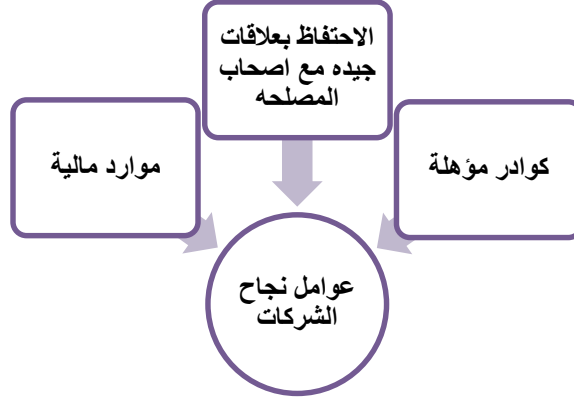 الاحتفاظ بعلاقات
جيده مع اصحاب
المصلحه
كوادر مؤهلة
موارد مالية
عوامل نجاح
الشركات